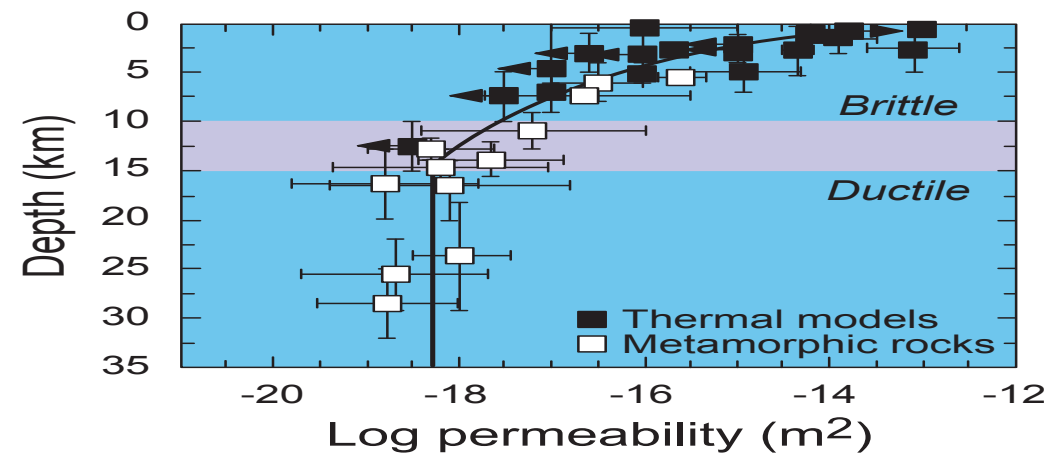 0
5
10
15
20
25
30
35
Depth (km)
Brittle
Ductile
Thermal models
Metamorphic rocks
-20 -18 -16 -14 -12
Log permeability (m2)